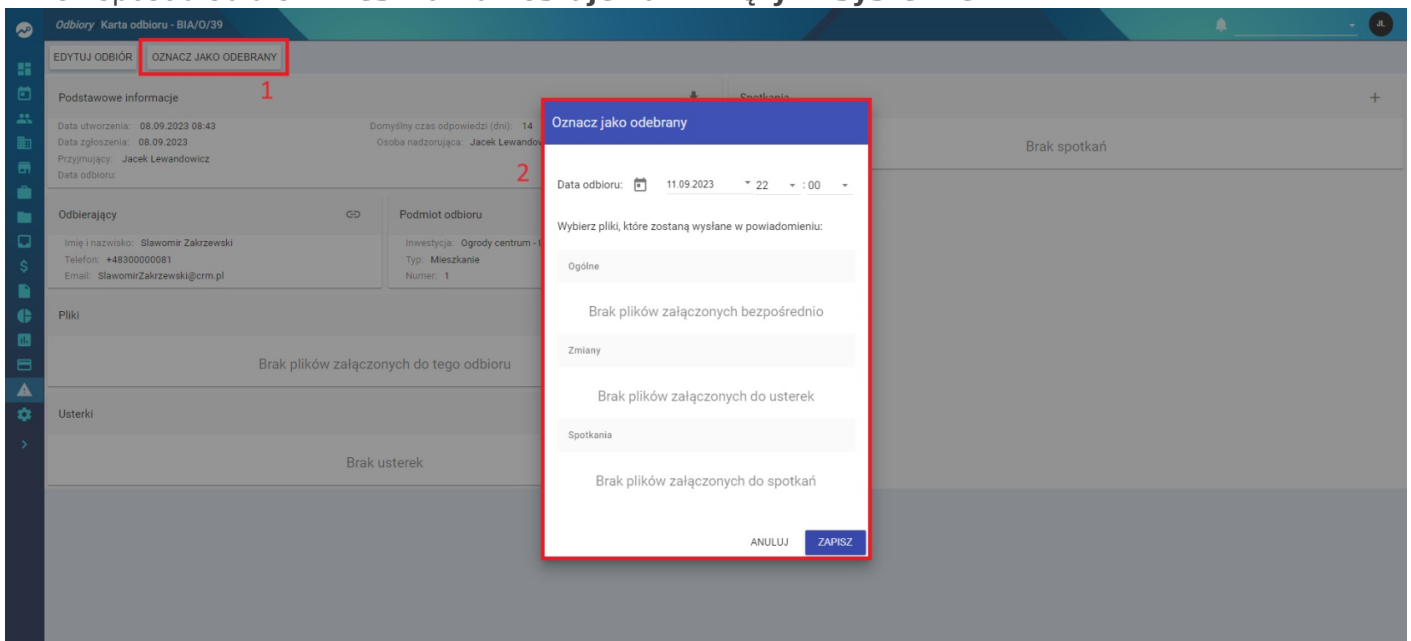 Odbiory Karta odbioru - BIA/O/39
JL
EDYTUJ ODBIÓR OZNACZ JAKO ODEBRANY
1
Podstawowe informacje
Spotkania
Data utworzenia: 08.09.2023 08:43
Domyślny czas odpowiedzi (dni): 14
Data zgłoszenia: 08.09.2023
Osoba nadzorująca: Jacek Lewandow
Przyjmujący: Jacek Lewandowicz
Data odbioru:
Brak spotkań
Odbierający
Podmiot odbioru
Imię i nazwisko: Sławomir Zakrzewski
Inwestycja: Ogrody centrum -
Telefon: +48300000081
Typ: Mieszkanie
Email: SlawomirZakrzewski@crm.pl
Numer: 1
Pliki
Brak plików załączonych do tego odbioru
Usterki
Brak usterek
2
Oznacz jako odebrany
Data odbioru: 11.09.2023 22 : 00
Wybierz pliki, które zostaną wysłane w powiadomieniu:
Ogólne
Brak plików załączonych bezpośrednio
Zmiany
Brak plików załączonych do usterek
Spotkania
Brak plików załączonych do spotkań
ANULUJ ZAPISZ